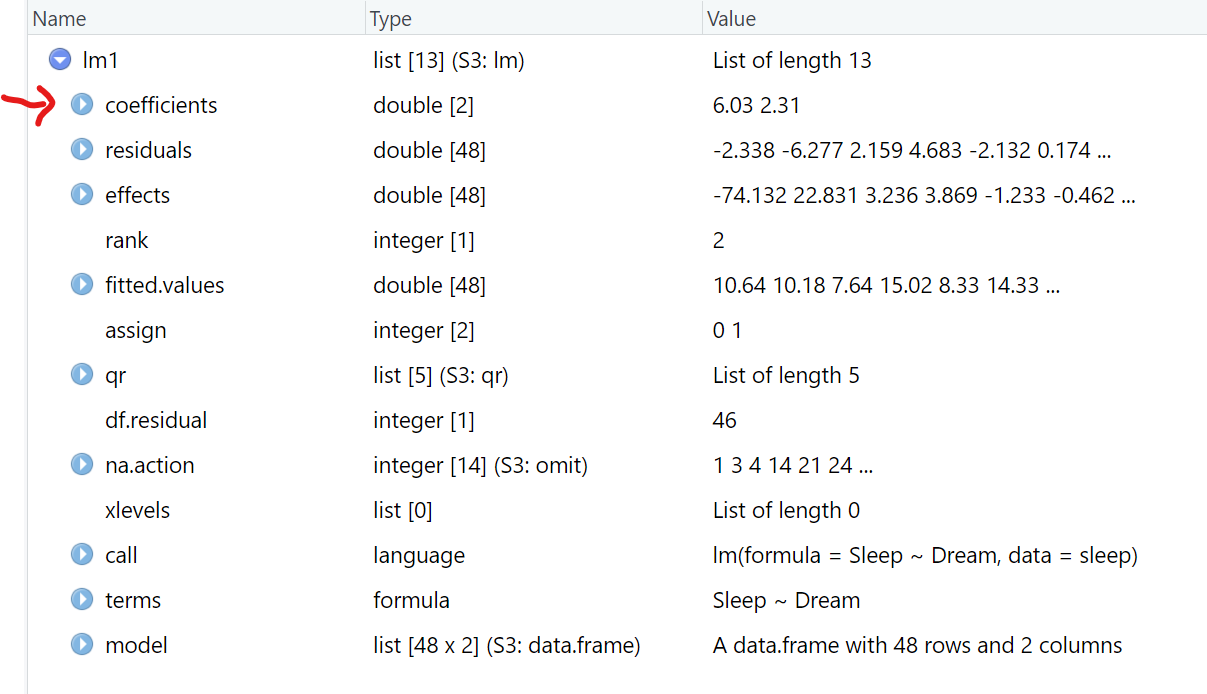 Name Type Value
lm1 list [13] (S3: lm) List of length 13
coefficients double [2] 6.03 2.31
residuals double [48] -2.338 -6.277 2.159 4.683 -2.132 0.174 ...
effects double [48] -74.132 22.831 3.236 3.869 -1.233 -0.462 ...
rank integer [1] 2
fitted.values double [48] 10.64 10.18 7.64 15.02 8.33 14.33 ...
assign integer [2] 0 1
qr list [5] (S3: qr) List of length 5
df.residual integer [1] 46
na.action integer [14] (S3: omit) 1 3 4 14 21 24 ...
xlevels list [0] List of length 0
call language lm(formula = Sleep ~ Dream, data = sleep)
terms formula Sleep ~ Dream
model list [48 x 2] (S3: data.frame) A data.frame with 48 rows and 2 columns